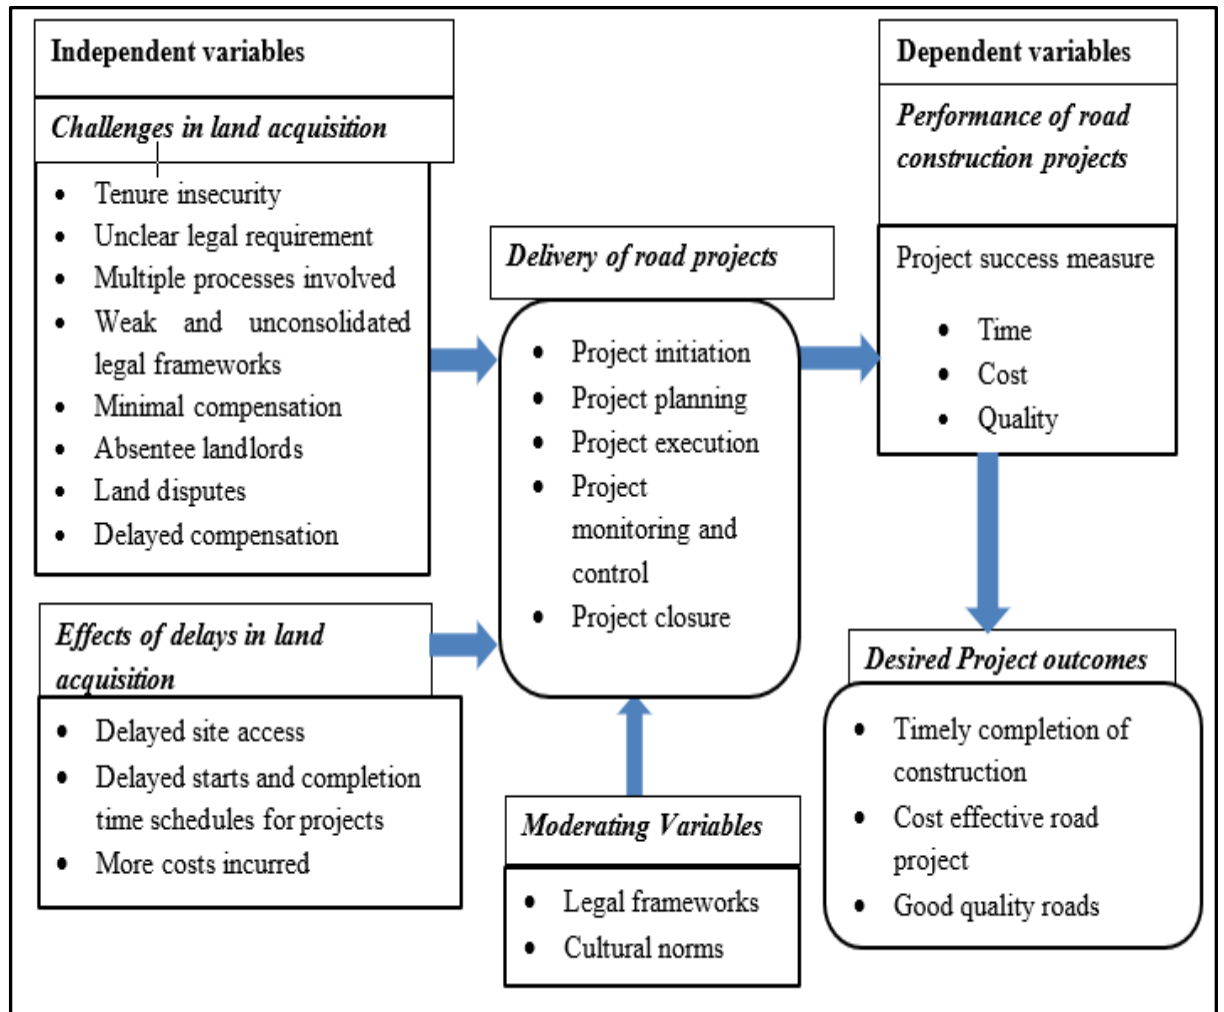 Independent variables
Challenges in land acquisition
• Tenure insecurity
• Unclear legal requirement
• Multiple processes involved
• Weak and unconsolidated
legal frameworks
• Minimal compensation
• Absentee landlords
• Land disputes
• Delayed compensation
Effects of delays in land
acquisition
• Delayed site access
• Delayed starts and completion
time schedules for projects
• More costs incurred
Delivery of road projects
• Project initiation
• Project planning
• Project execution
• Project
monitoring and
control
• Project closure
Moderating Variables
• Legal frameworks
• Cultural norms
Dependent variables
Performance of road
construction projects
Project success measure
• Time
• Cost
• Quality
Desired Project outcomes
• Timely completion of
construction
• Cost effective road
project
• Good quality roads